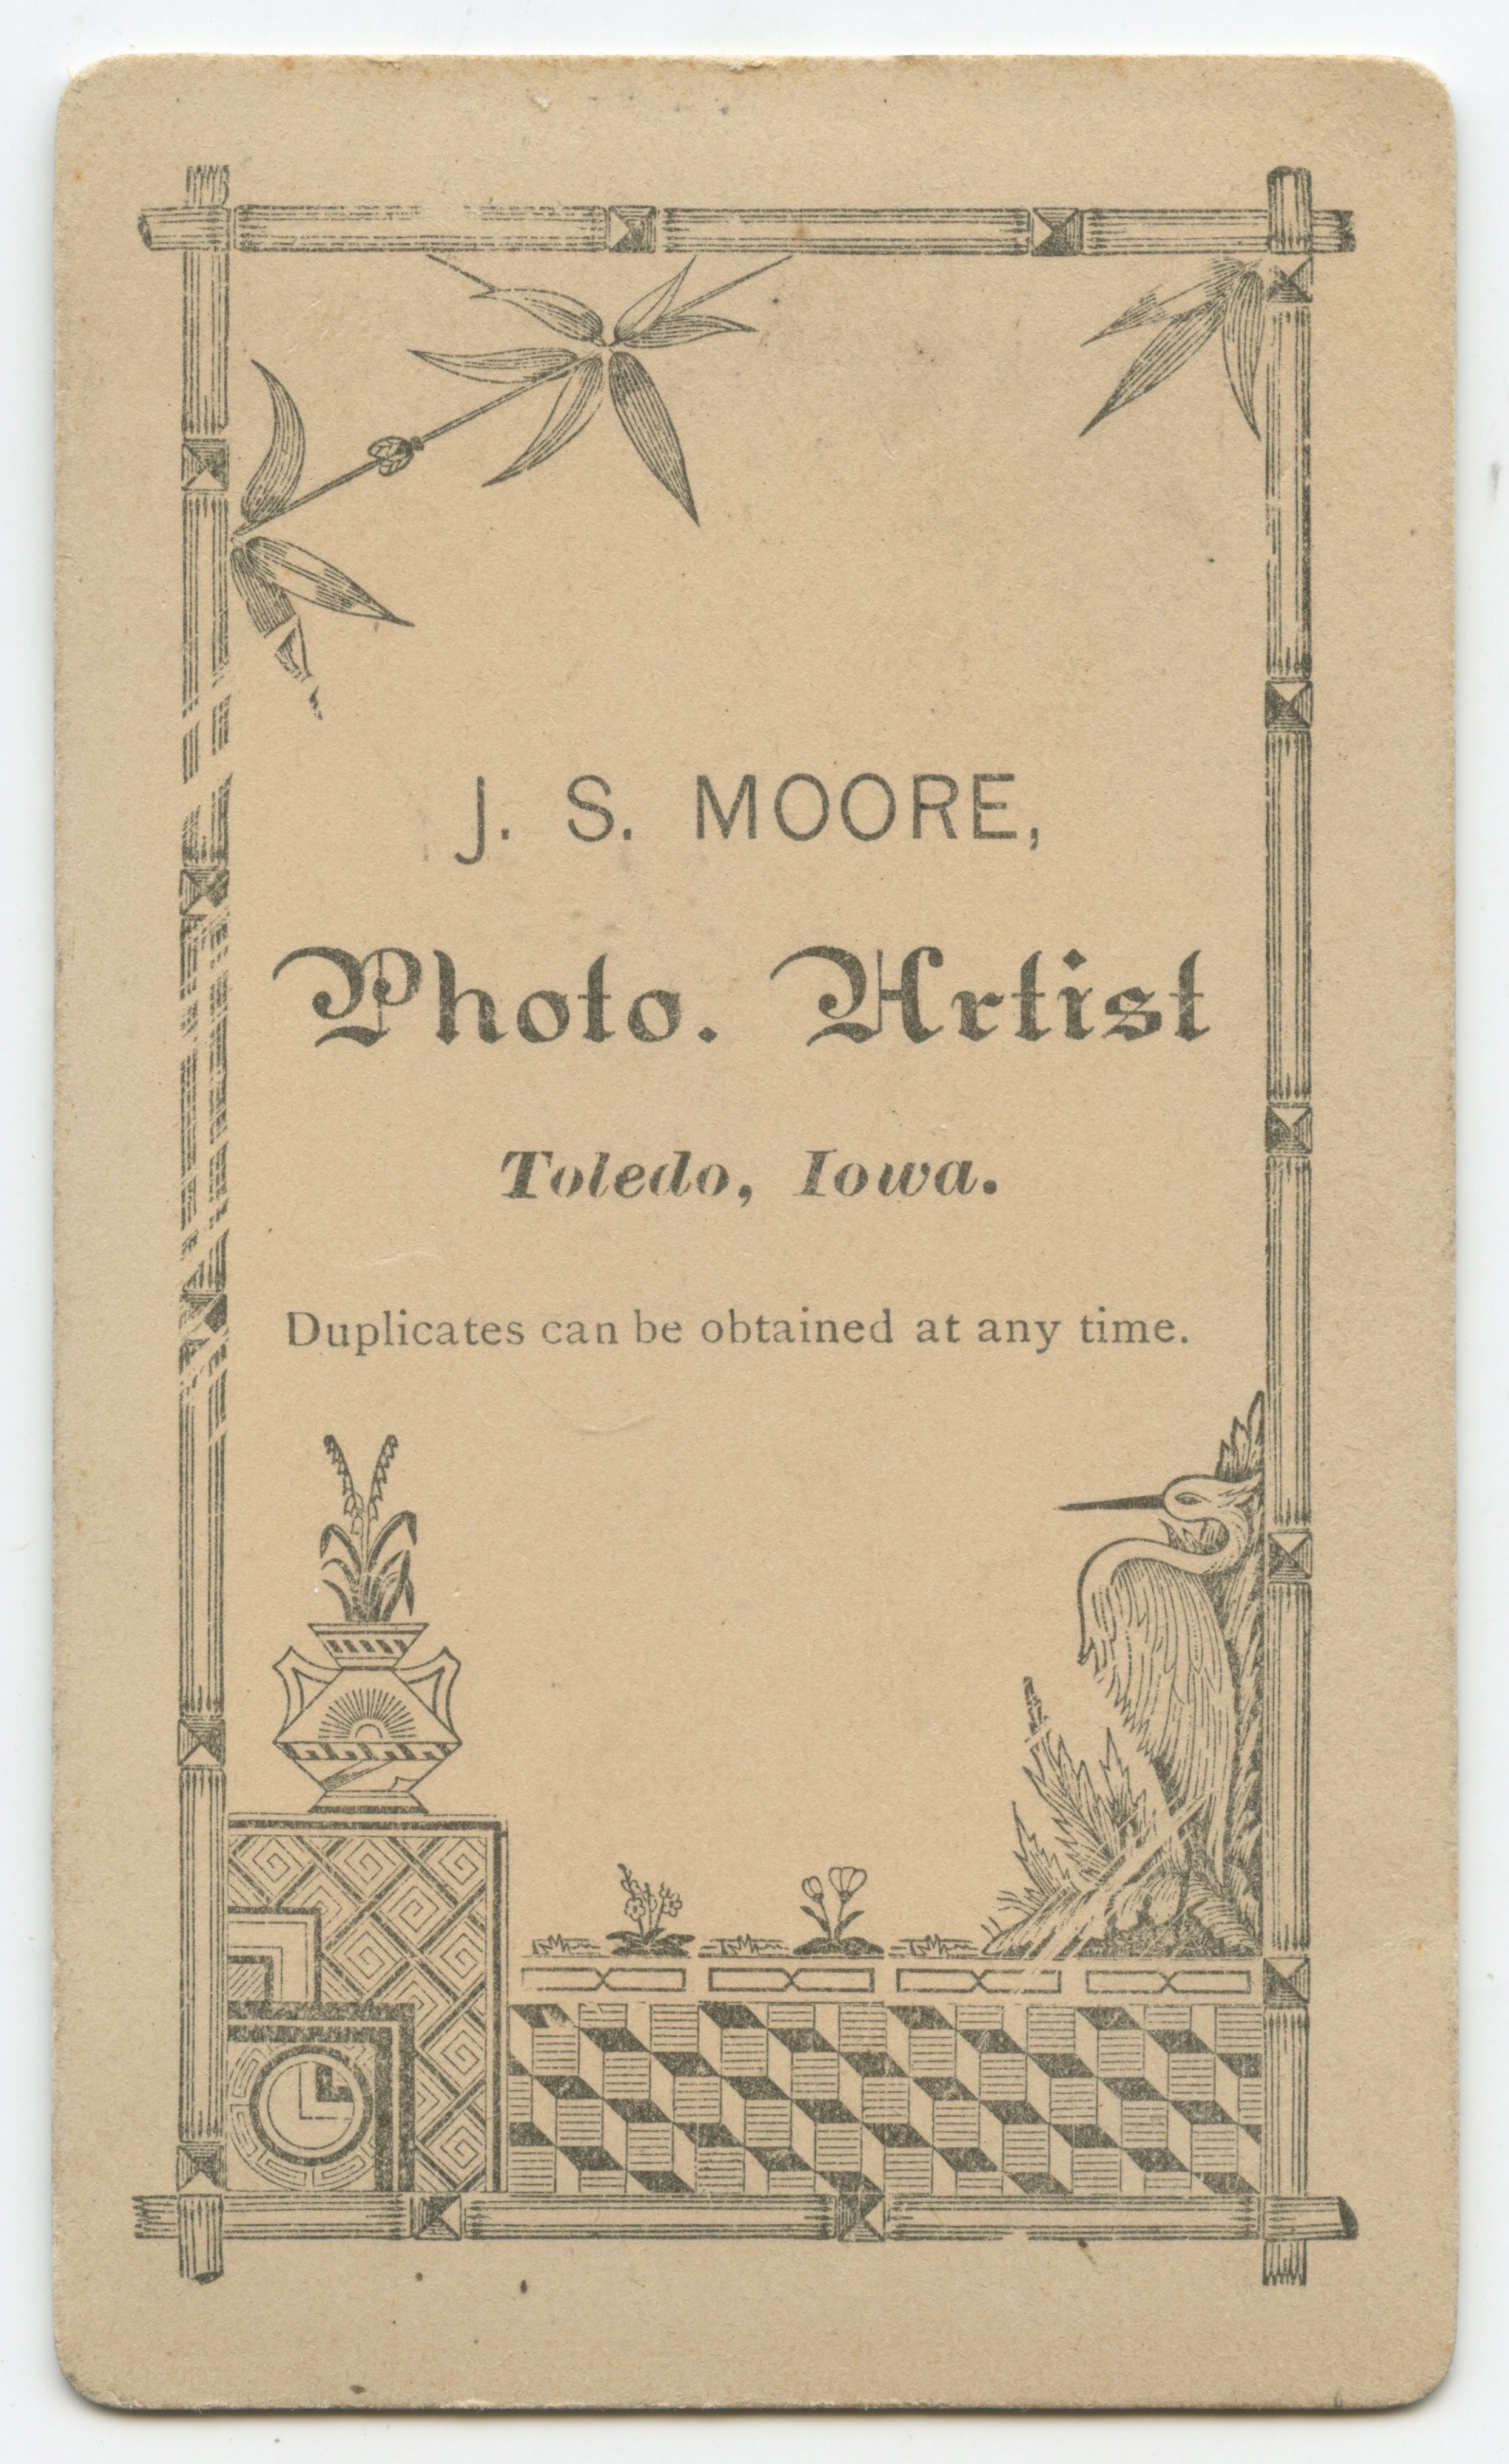 J. S. MOORE,
Photo. Artist
Toledo, Iowa.
Duplicates can be obtained at any time.